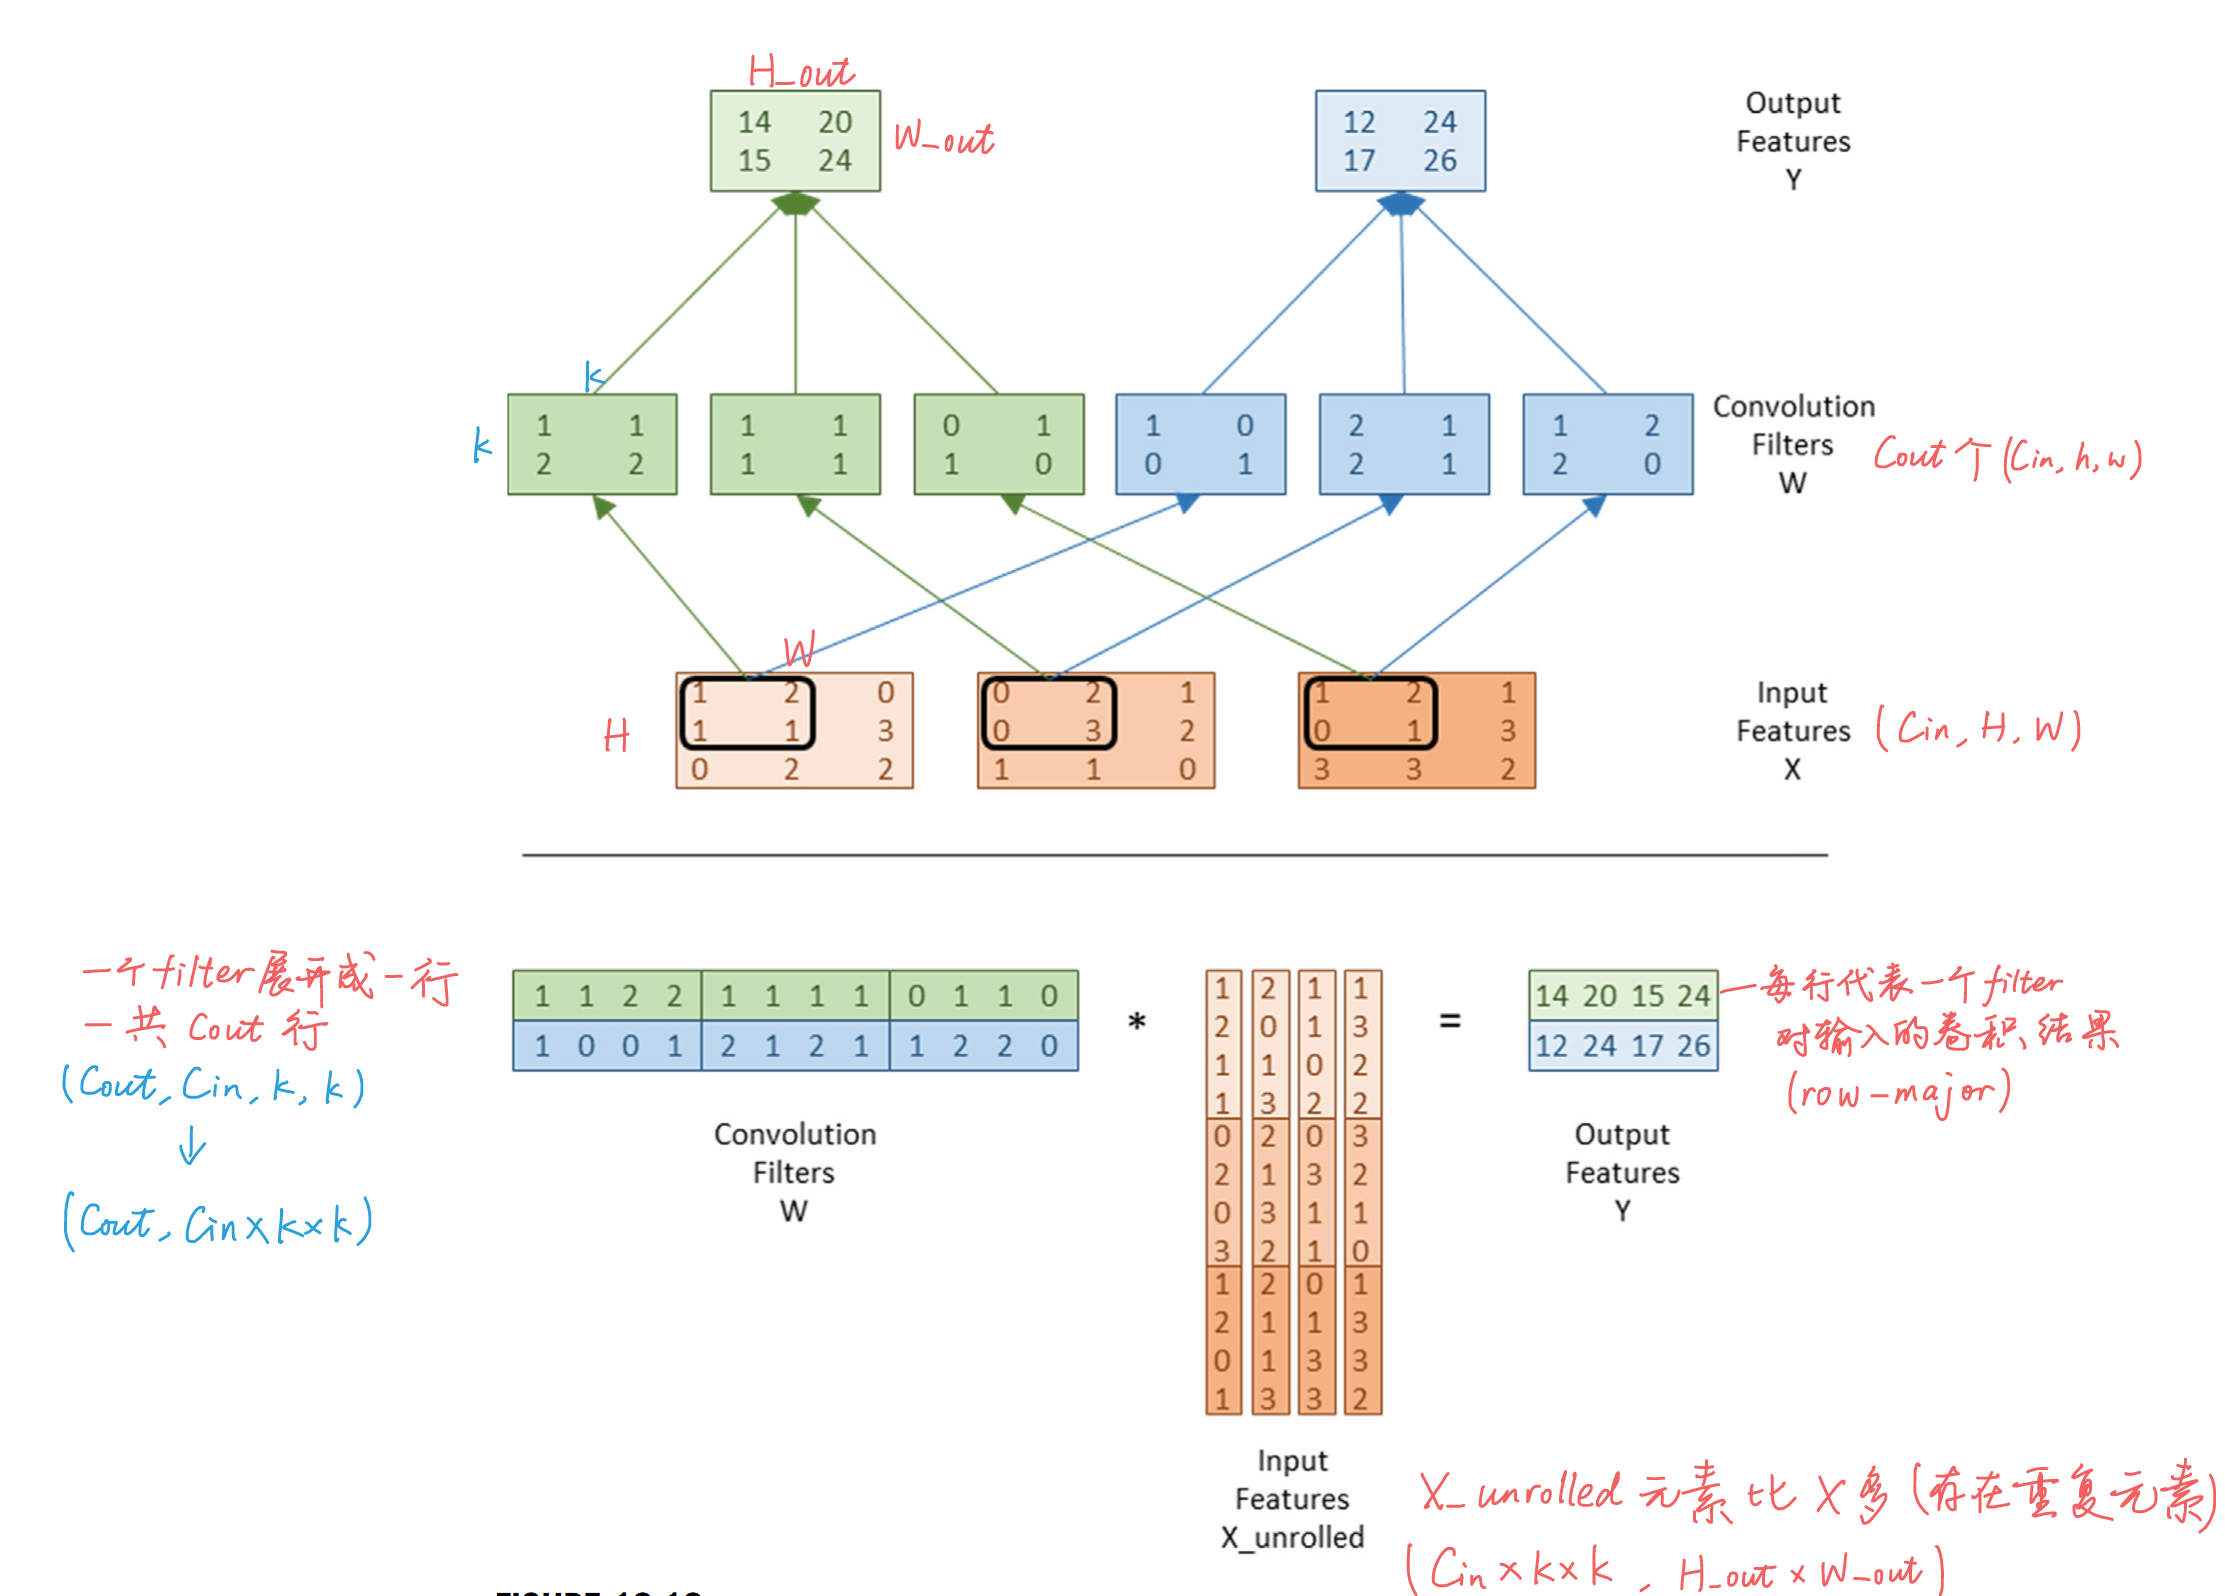 H_out
14 20
15 24
W_out
12 24
17 26
Output
Features
Y
k
k
1 1
2 2
1 1
1 1
0 1
1 0
1 0
0 1
2 1
2 1
1 2
2 0
Convolution
Filters
W
Cout个(Cin, h, w)
W
H
1 2 0
1 1 3
0 2 2
0 2 1
0 3 2
1 1 0
1 2 1
0 1 3
3 3 2
Input
Features
X
(Cin, H, W)
一个filter展开成一行
一共 Cout 行
(Cout, Cin, k, k)
↓
(Cout, Cin×k×k)
1 1 2 2 1 1 1 1 0 1 1 0
1 0 0 1 2 1 2 1 1 2 2 0
Convolution
Filters
W
*
1 2 1 1
2 0 1 3
1 1 0 2
1 3 2 2
0 2 0 3
2 1 3 2
0 3 1 1
3 2 1 0
1 2 0 1
2 1 1 3
0 1 3 3
1 3 3 2
Input
Features
X_unrolled
=
14 20 15 24
12 24 17 26
Output
Features
Y
每行代表一个filter
对输入的卷积结果
(row-major)
X_unrolled 元素比 X多(存在重复元素)
(Cin×k×k, H_out×W_out)